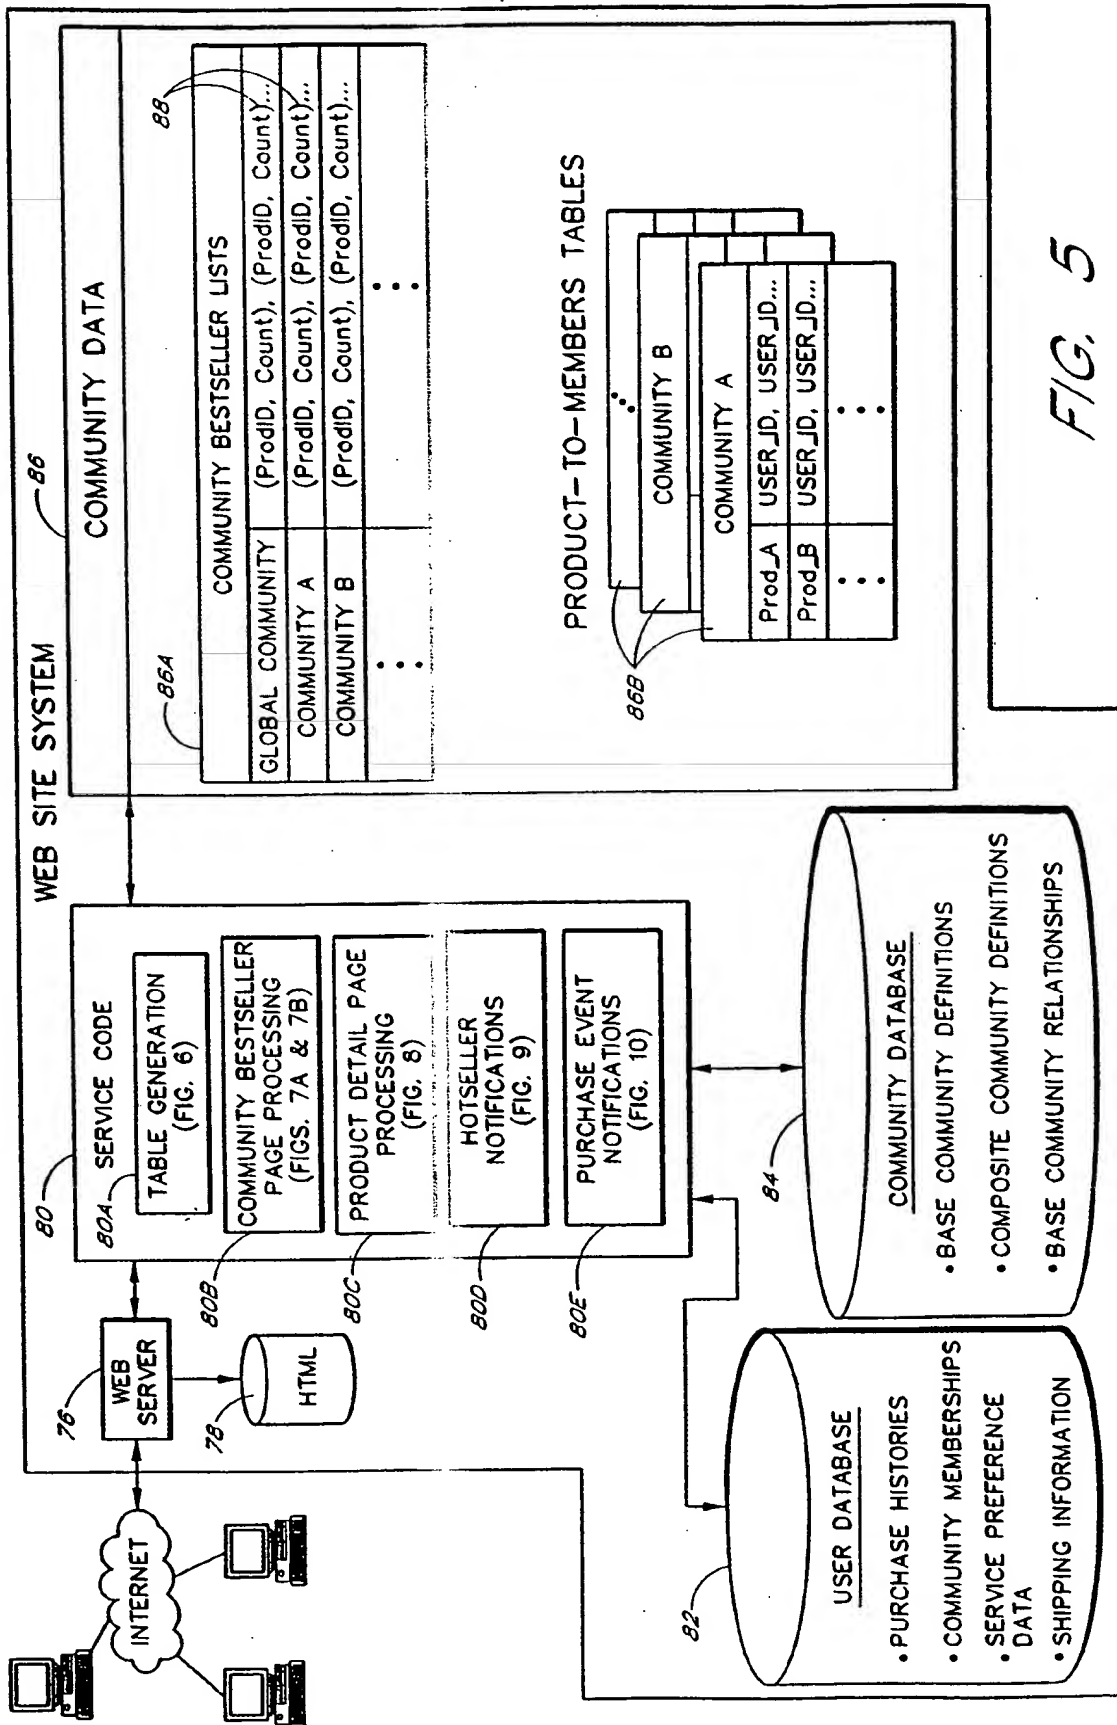 WEB SITE SYSTEM
INTERNET
76
WEB
SERVER
78
HTML
80
SERVICE CODE
80A
TABLE GENERATION
(FIG. 6)
80B
COMMUNITY BESTSELLER
PAGE PROCESSING
(FIGS. 7A & 7B)
80C
PRODUCT DETAIL PAGE
PROCESSING
(FIG. 8)
80D
HOTSELLER
NOTIFICATIONS
(FIG. 9)
80E
PURCHASE EVENT
NOTIFICATIONS
(FIG. 10)
86
COMMUNITY DATA
86A
88
COMMUNITY BESTSELLER LISTS
GLOBAL COMMUNITY (ProdID, Count), (ProdID, Count)...
COMMUNITY A (ProdID, Count), (ProdID, Count)...
COMMUNITY B (ProdID, Count), (ProdID, Count)...
PRODUCT-TO-MEMBERS TABLES
86B
COMMUNITY B
COMMUNITY A
Prod_A USER_ID, USER_ID...
Prod_B USER_ID, USER_ID...
82
USER DATABASE
• PURCHASE HISTORIES
• COMMUNITY MEMBERSHIPS
• SERVICE PREFERENCE
DATA
• SHIPPING INFORMATION
84
COMMUNITY DATABASE
• BASE COMMUNITY DEFINITIONS
• COMPOSITE COMMUNITY DEFINITIONS
• BASE COMMUNITY RELATIONSHIPS
FIG. 5